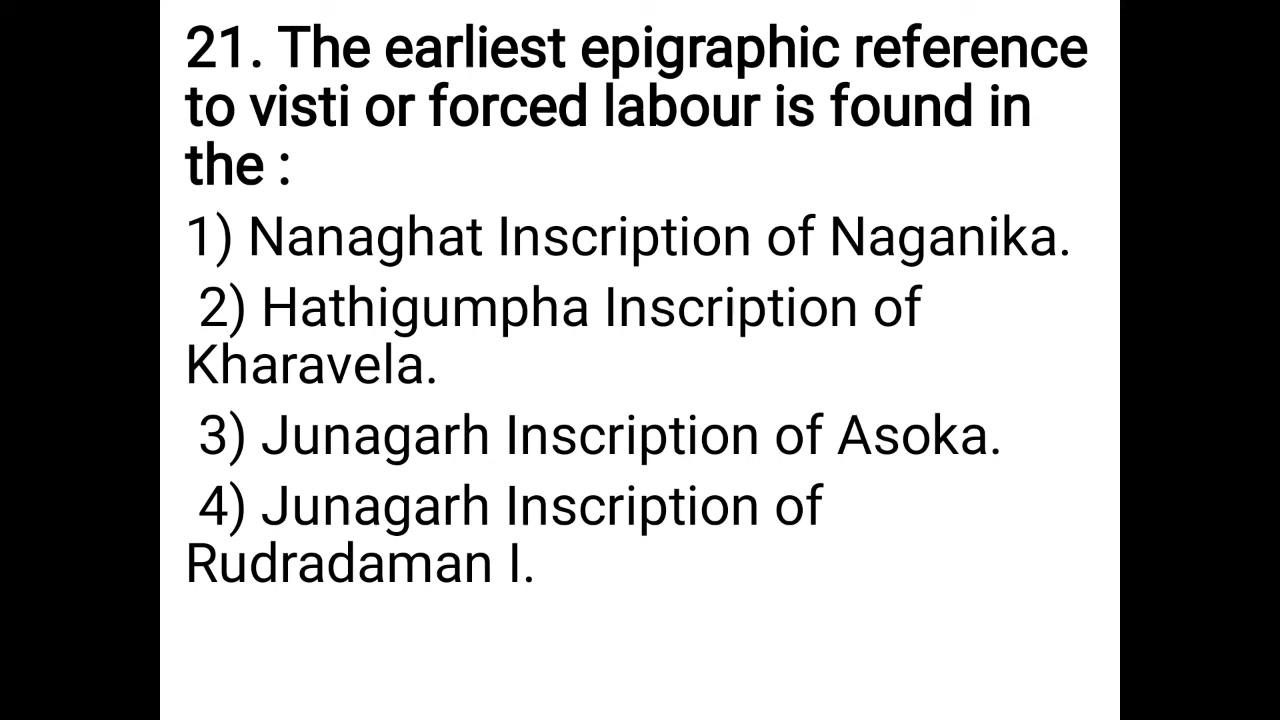 21. The earliest epigraphic reference
to visti or forced labour is found in
the :
1) Nanaghat Inscription of Naganika.
2) Hathigumpha Inscription of
Kharavela.
3) Junagarh Inscription of Asoka.
4) Junagarh Inscription of
Rudradaman I.